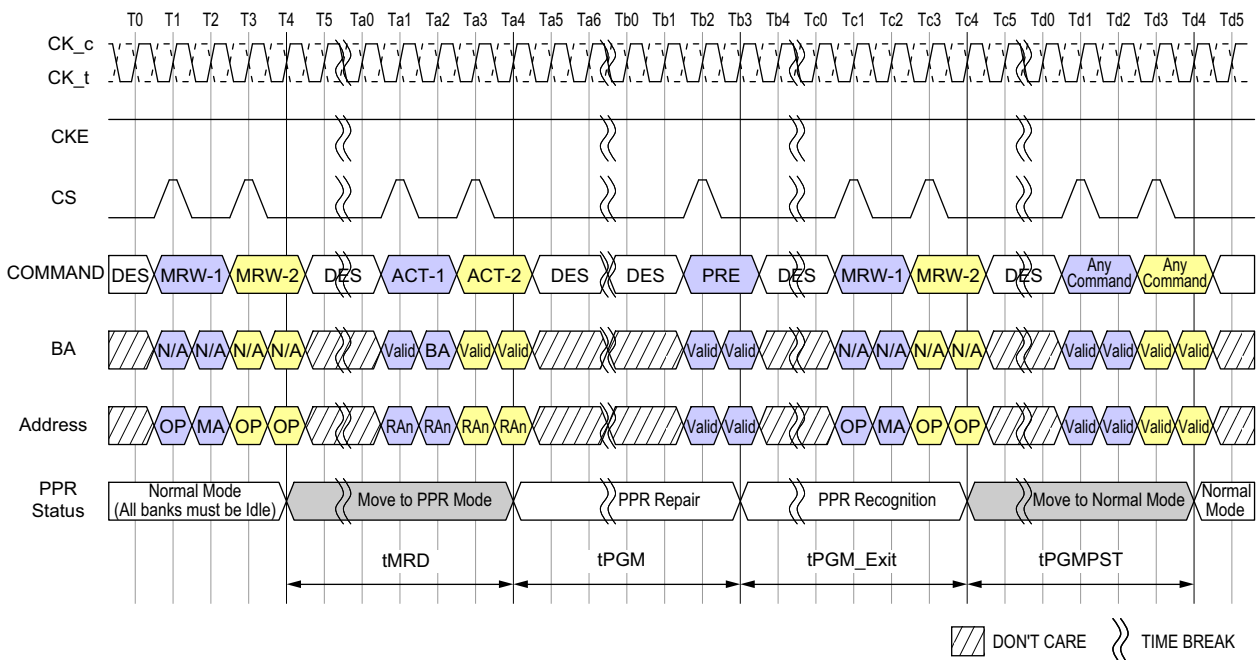 T0 T1 T2 T3 T4 T5 Ta0 Ta1 Ta2 Ta3 Ta4 Ta5 Ta6 Tb0 Tb1 Tb2 Tb3 Tb4 Tc0 Tc1 Tc2 Tc3 Tc4 Tc5 Td0 Td1 Td2 Td3 Td4 Td5
CK_c
CK_t
CKE
CS
COMMAND DES MRW-1 MRW-2 DES ACT-1 ACT-2 DES DES PRE DES MRW-1 MRW-2 DES Any Command Any Command
BA N/A N/A N/A N/A Valid BA Valid Valid Valid Valid N/A N/A N/A N/A Valid Valid Valid Valid
Address OP MA OP OP RAn RAn RAn RAn Valid Valid OP MA OP OP Valid Valid Valid Valid
PPR Status Normal Mode (All banks must be Idle) Move to PPR Mode PPR Repair PPR Recognition Move to Normal Mode Normal Mode
tMRD tPGM tPGM_Exit tPGMPST
DON'T CARE TIME BREAK